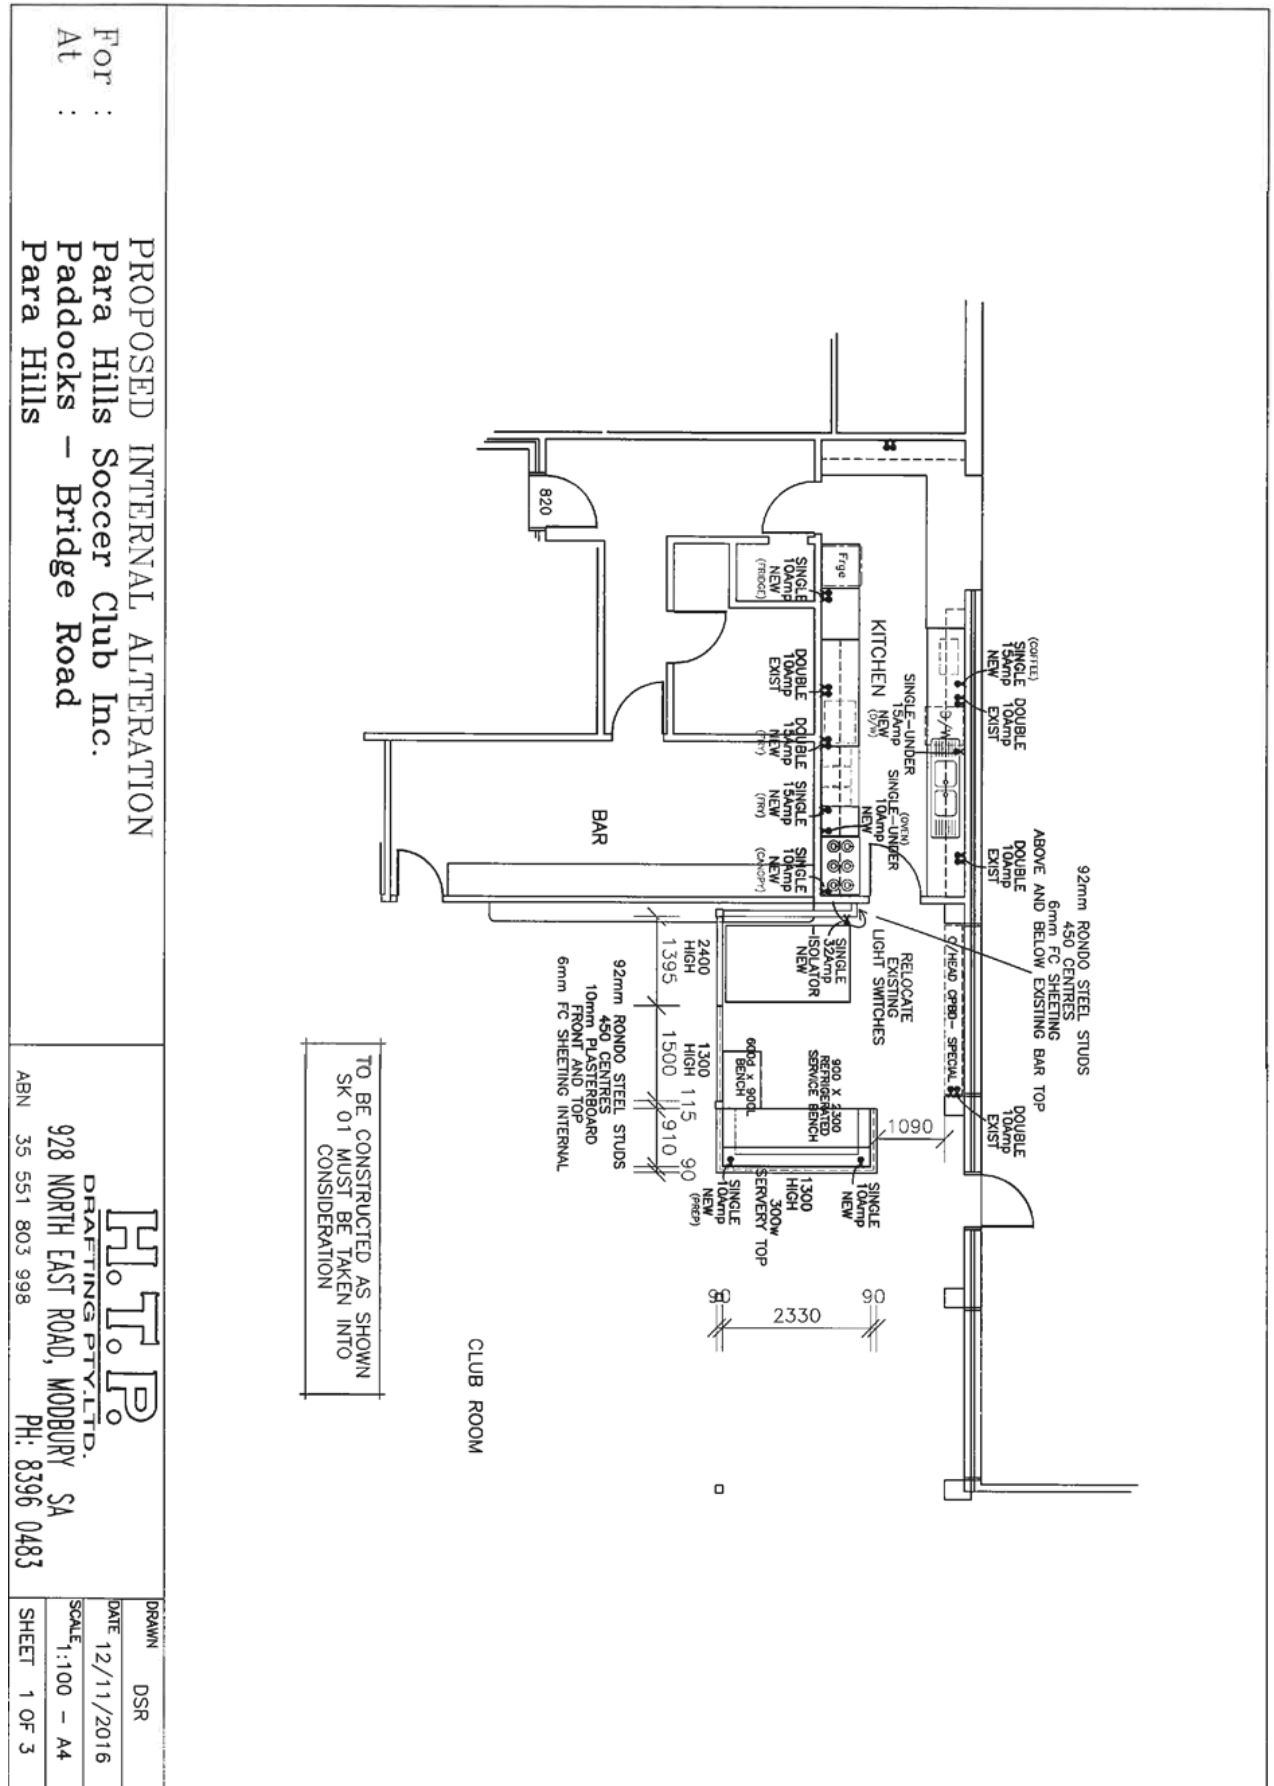 92mm RONDO STEEL STUDS
450 CENTRES
6mm FC SHEETING
ABOVE AND BELOW EXISTING BAR TOP
(COFFEE)
SINGLE
15Amp
NEW
DOUBLE
10Amp
EXIST
DOUBLE
10Amp
EXIST
DOUBLE
10Amp
EXIST
D/W
O/HEAD CPBD- SPECIAL
SINGLE-UNDER
15Amp
NEW
(D/W)
(OVEN)
SINGLE-UNDER
10Amp
NEW
KITCHEN
Frge
RELOCATE
EXISTING
LIGHT SWITCHES
1090
SINGLE
10Amp
NEW
(FRIDGE)
DOUBLE
10Amp
EXIST
DOUBLE
15Amp
NEW
(FRY)
SINGLE
15Amp
NEW
(FRY)
SINGLE
10Amp
NEW
(CANOPY)
SINGLE
32Amp
ISOLATOR
NEW
900 X 2300
REFRIGERATED
SERVICE BENCH
600d x 900L
BENCH
SINGLE
10Amp
NEW
1300
HIGH
300w
SERVERY TOP
SINGLE
10Amp
NEW
(PREP)
90
2330
90
820
BAR
2400
HIGH
1300
HIGH
1395
1500
115
910
90
92mm RONDO STEEL STUDS
450 CENTRES
10mm PLASTERBOARD
FRONT AND TOP
6mm FC SHEETING INTERNAL
CLUB ROOM
TO BE CONSTRUCTED AS SHOWN
SK 01 MUST BE TAKEN INTO
CONSIDERATION
PROPOSED INTERNAL ALTERATION
For : Para Hills Soccer Club Inc.
At : Paddocks - Bridge Road
Para Hills
H.T.P.
DRAFTING PTY.LTD.
928 NORTH EAST ROAD, MODBURY SA
ABN 35 551 803 998 PH: 8396 0483
DRAWN DSR
DATE 12/11/2016
SCALE 1:100 - A4
SHEET 1 OF 3